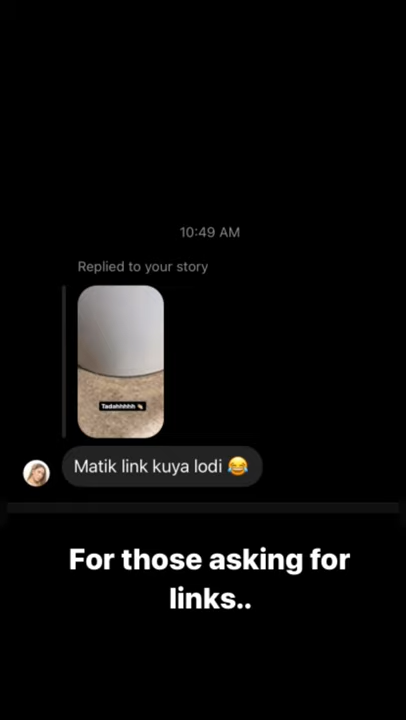 10:49 AM
Replied to your story
Tadahhhhh
Matik link kuya lodi 😂
For those asking for
links..